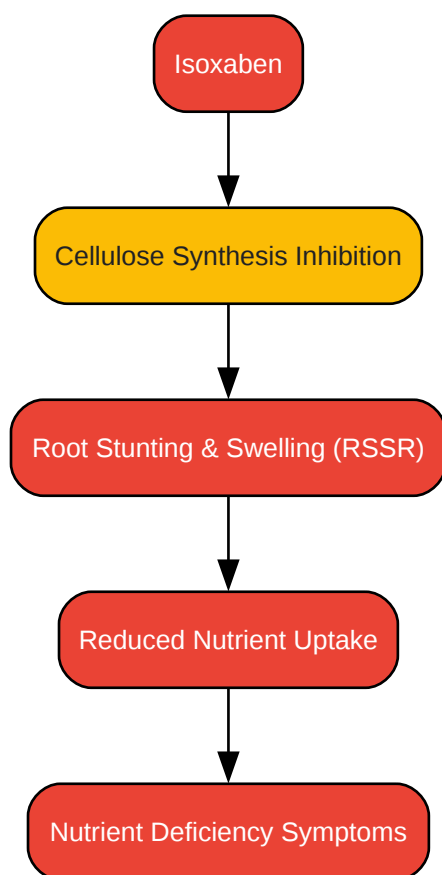 Isoxaben
Cellulose Synthesis Inhibition
Root Stunting & Swelling (RSSR)
Reduced Nutrient Uptake
Nutrient Deficiency Symptoms